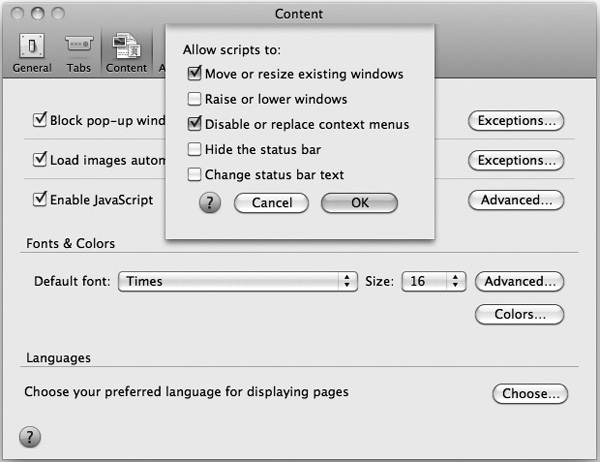 Content
General
Tabs
Content
A
Allow scripts to:
Move or resize existing windows
Raise or lower windows
Disable or replace context menus
Hide the status bar
Change status bar text
? Cancel OK
Block pop-up wind
Exceptions...
Load images autom
Exceptions...
Enable JavaScript
Advanced...
Fonts & Colors
Default font: Times Size: 16 Advanced...
Colors...
Languages
Choose your preferred language for displaying pages Choose...
?